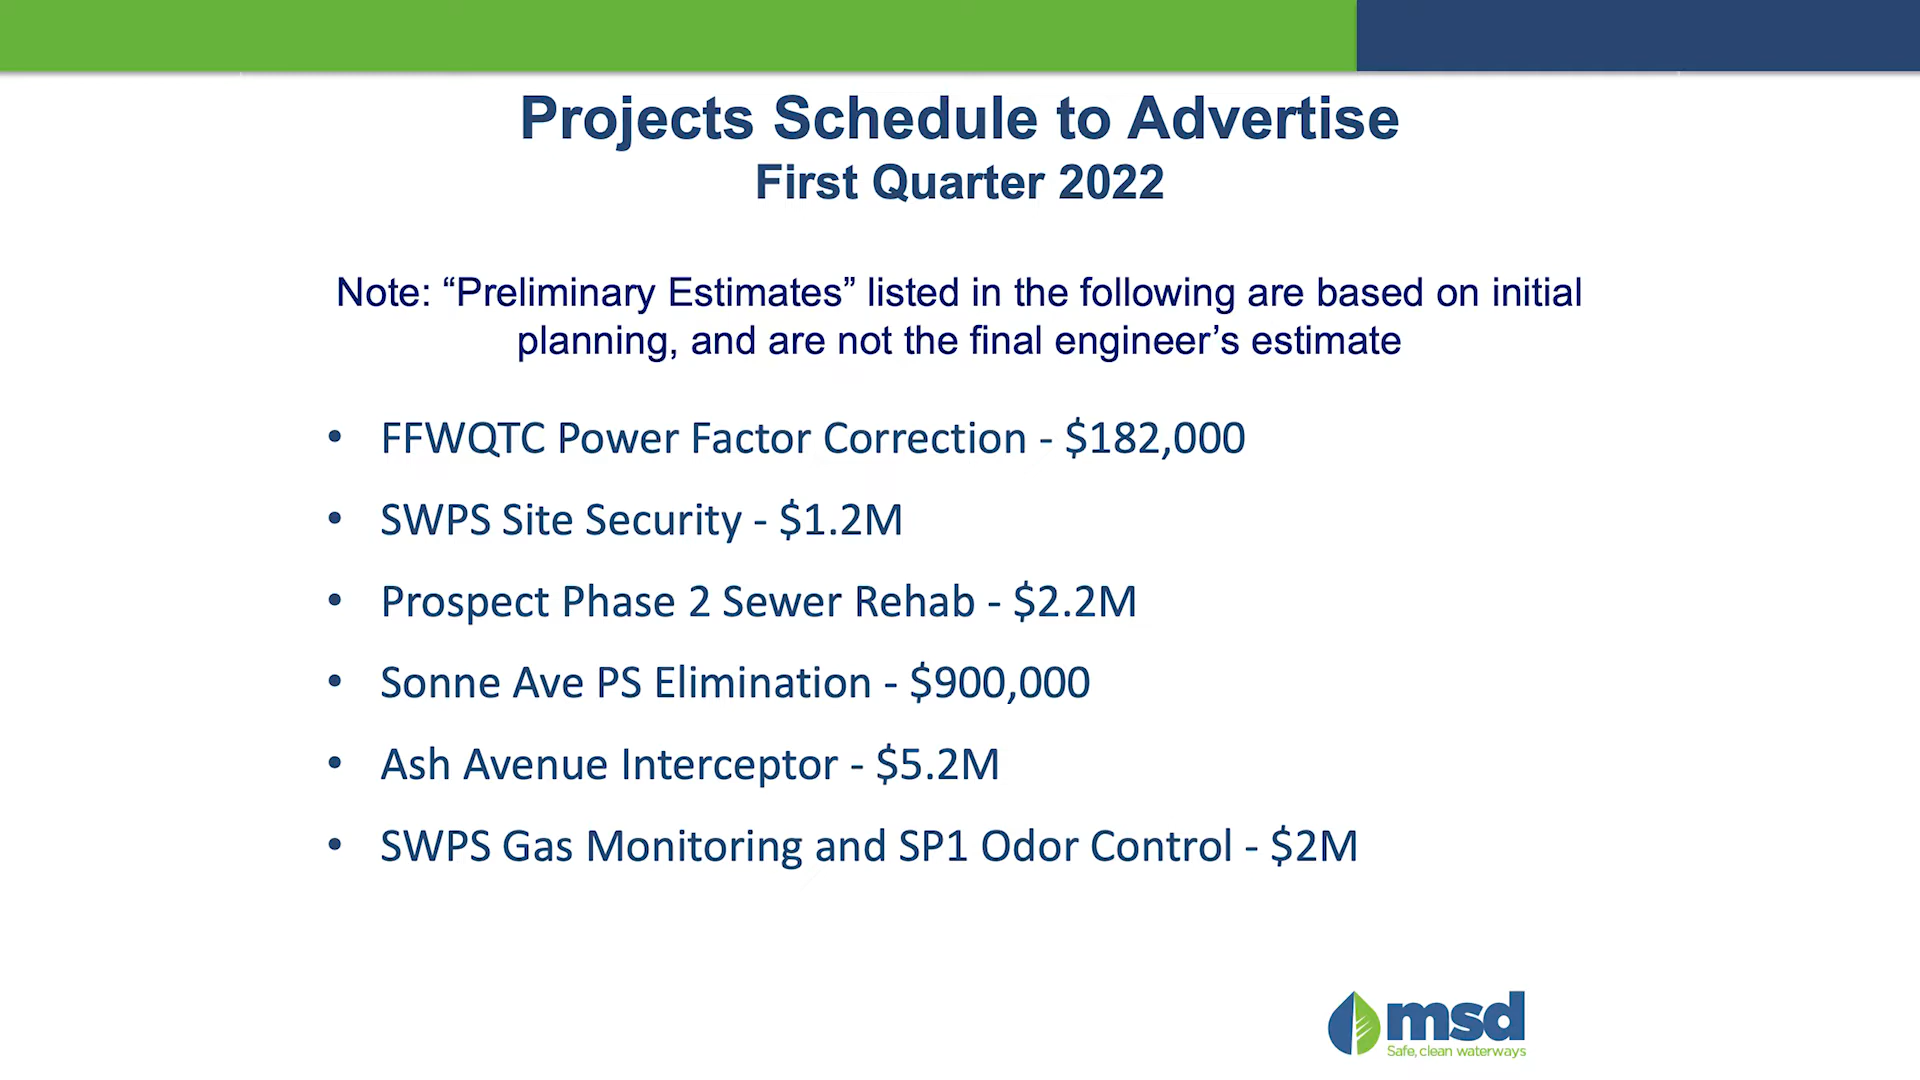 Projects Schedule to Advertise
First Quarter 2022
Note: “Preliminary Estimates” listed in the following are based on initial
planning, and are not the final engineer’s estimate
• FFWQTC Power Factor Correction - $182,000
• SWPS Site Security - $1.2M
• Prospect Phase 2 Sewer Rehab - $2.2M
• Sonne Ave PS Elimination - $900,000
• Ash Avenue Interceptor - $5.2M
• SWPS Gas Monitoring and SP1 Odor Control - $2M
msd
Safe, clean waterways